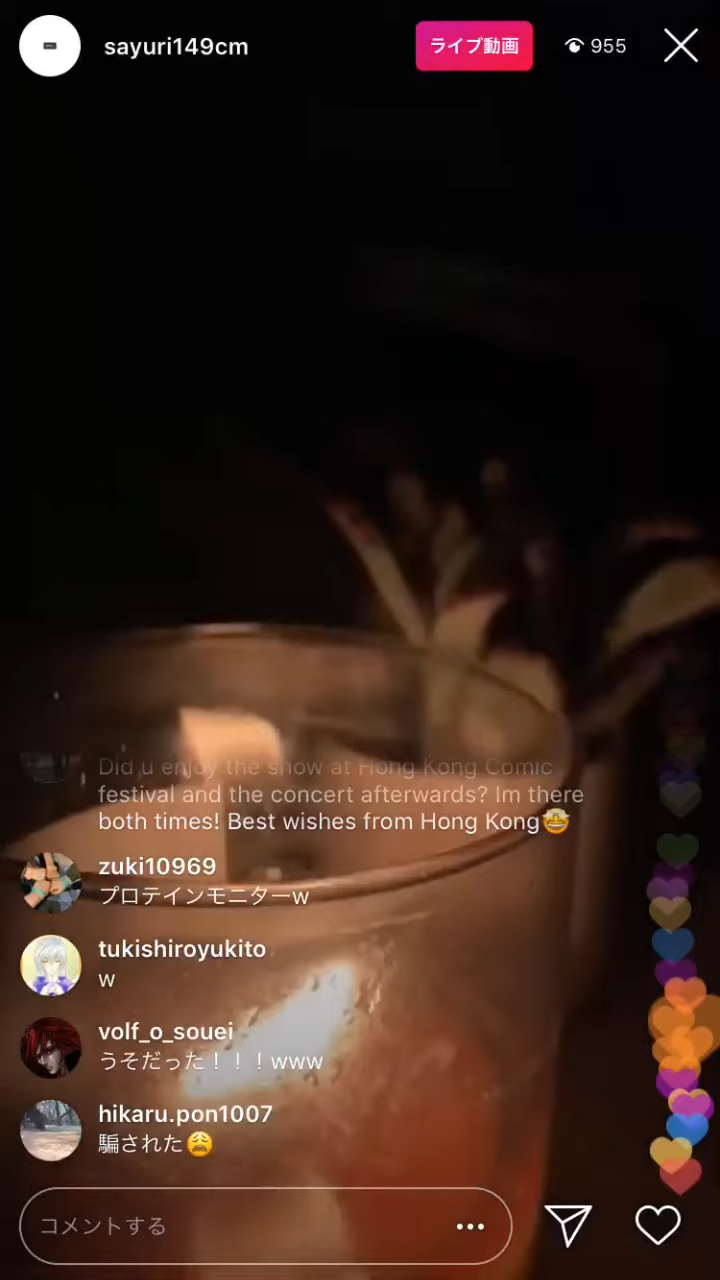 sayuri149cm
ライブ動画
955
Did u enjoy the show at Hong Kong Comic
festival and the concert afterwards? Im there
both times! Best wishes from Hong Kong🤩
zuki10969
プロテインモニターw
tukishiroyukito
w
volf_o_souei
うそだった！！！www
hikaru.pon1007
騙された😩
コメントする